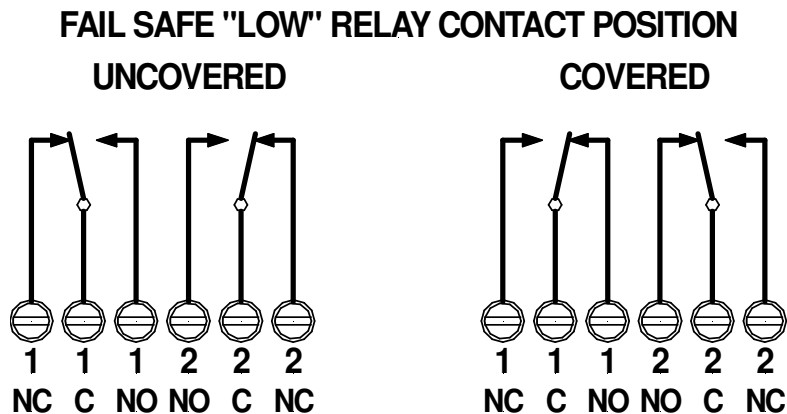 FAIL SAFE "LOW" RELAY CONTACT POSITION
UNCOVERED COVERED
1 1 1 2 2 2 1 1 1 2 2 2
NC C NO NO C NC NC C NO NO C NC